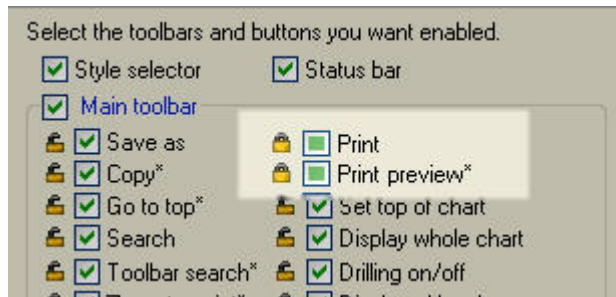 Select the toolbars and buttons you want enabled.
Style selector Status bar
Main toolbar
Save as Print
Copy* Print preview*
Go to top* Set top of chart
Search Display whole chart
Toolbar search* Drilling on/off